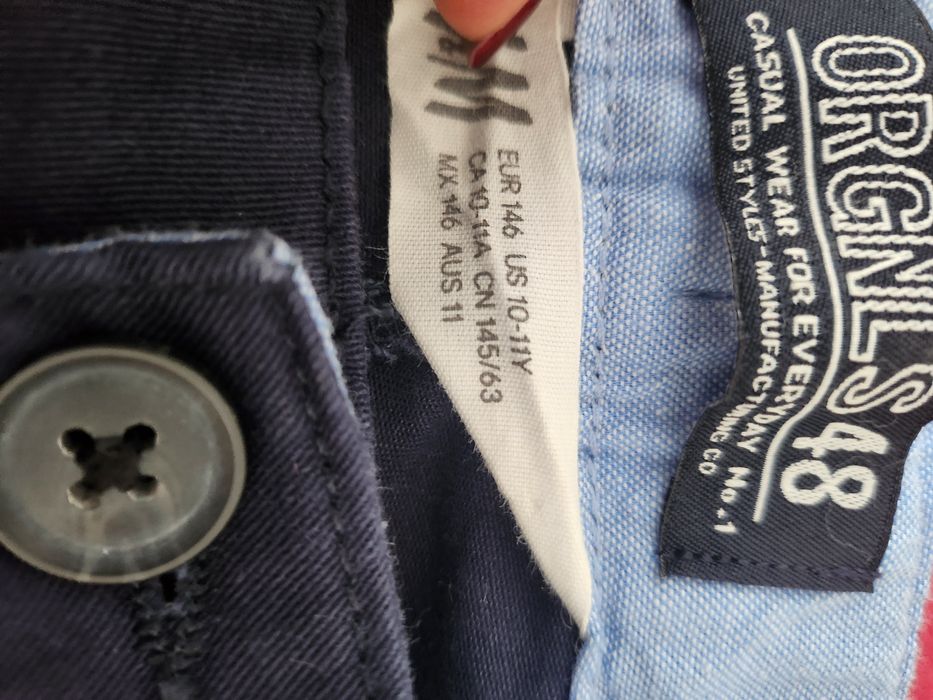 EUR 146 US 10-11Y
CA 10-11A CN 145/63
MX 146 AUS 11
ORGNLS 48
CASUAL WEAR FOR EVERYDAY No.-1
UNITED STYLES-MANUFACTURING CO